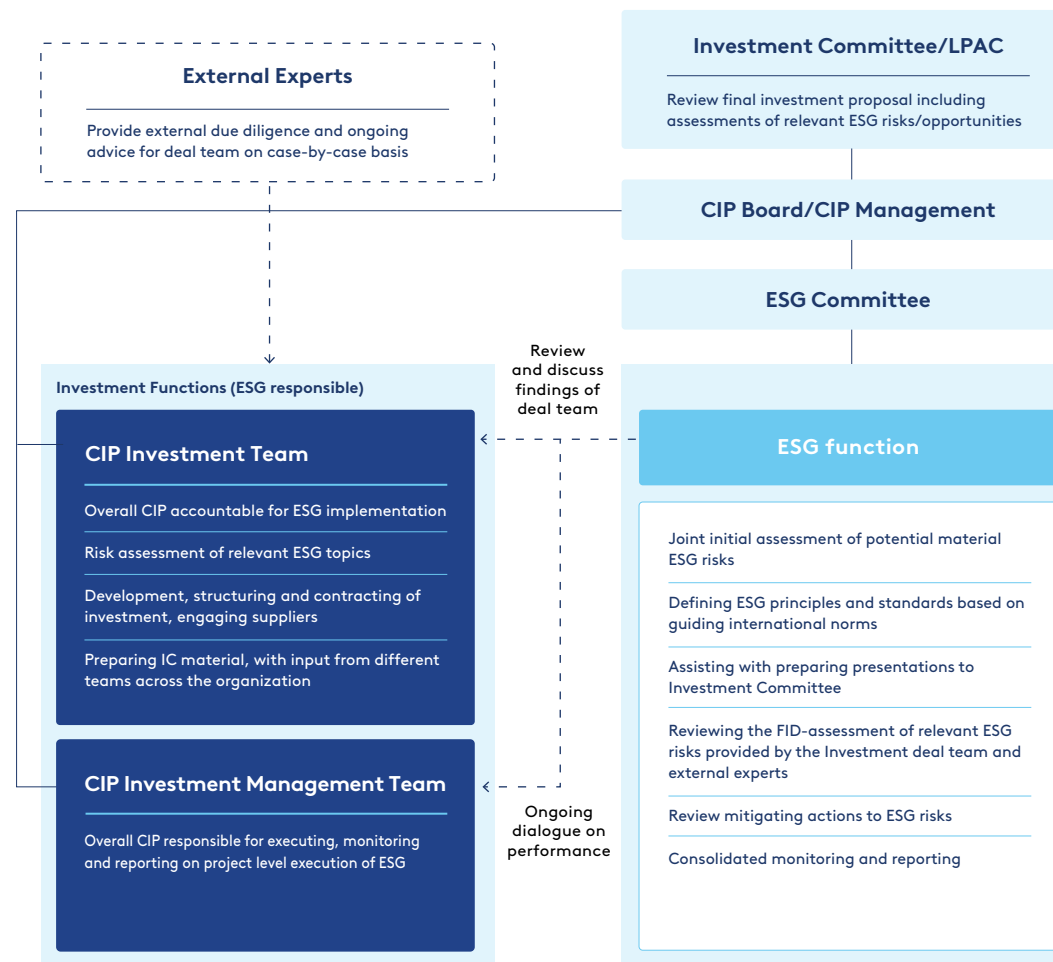 External Experts
Provide external due diligence and ongoing
advice for deal team on case-by-case basis
Investment Committee/LPAC
Review final investment proposal including
assessments of relevant ESG risks/opportunities
CIP Board/CIP Management
ESG Committee
Review
and discuss
findings of
deal team
Investment Functions (ESG responsible)
CIP Investment Team
Overall CIP accountable for ESG implementation
Risk assessment of relevant ESG topics
Development, structuring and contracting of
investment, engaging suppliers
Preparing IC material, with input from different
teams across the organization
CIP Investment Management Team
Overall CIP responsible for executing, monitoring
and reporting on project level execution of ESG
Ongoing
dialogue on
performance
ESG function
Joint initial assessment of potential material
ESG risks
Defining ESG principles and standards based on
guiding international norms
Assisting with preparing presentations to
Investment Committee
Reviewing the FID-assessment of relevant ESG
risks provided by the Investment deal team and
external experts
Review mitigating actions to ESG risks
Consolidated monitoring and reporting